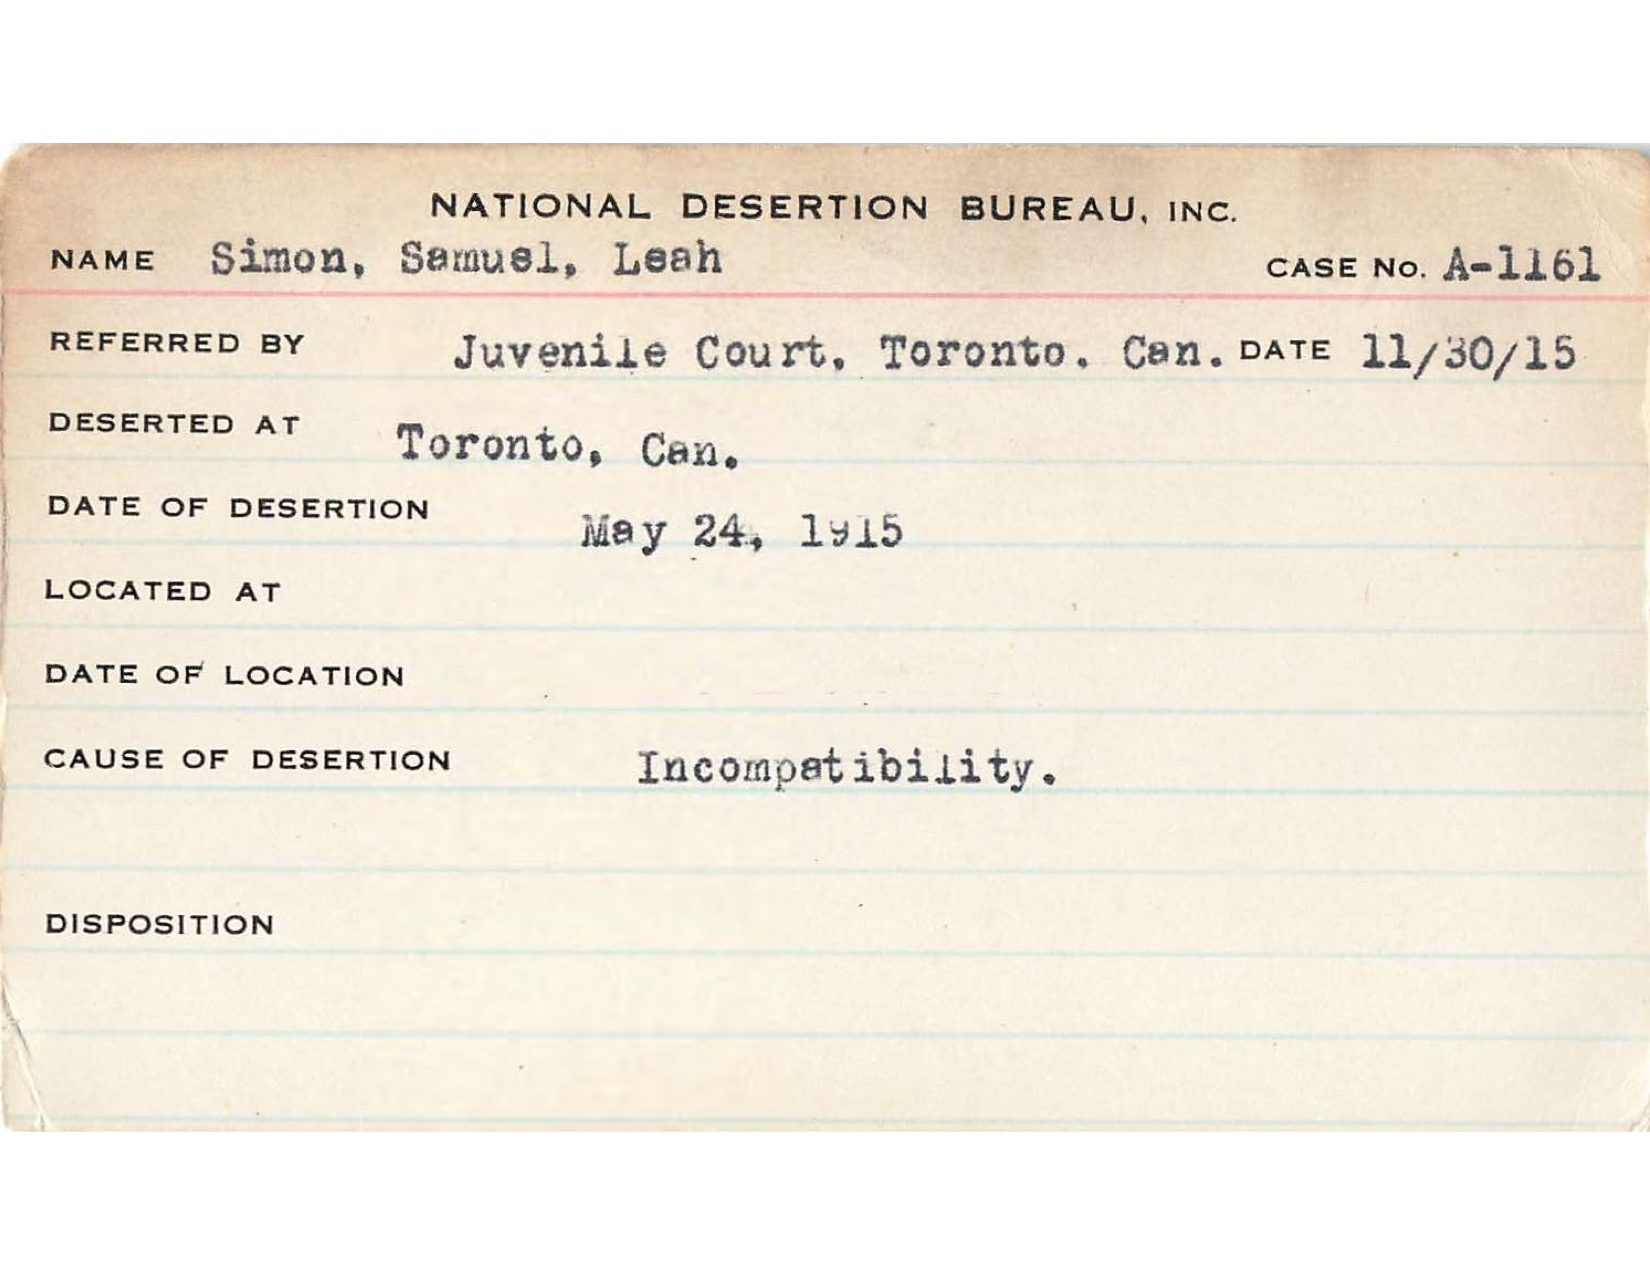 NATIONAL DESERTION BUREAU, INC.
NAME Simon, Samuel, Leah CASE No. A-1161
REFERRED BY Juvenile Court, Toronto. Can. DATE 11/30/15
DESERTED AT Toronto, Can.
DATE OF DESERTION May 24, 1915
LOCATED AT
DATE OF LOCATION
CAUSE OF DESERTION Incompatibility.
DISPOSITION